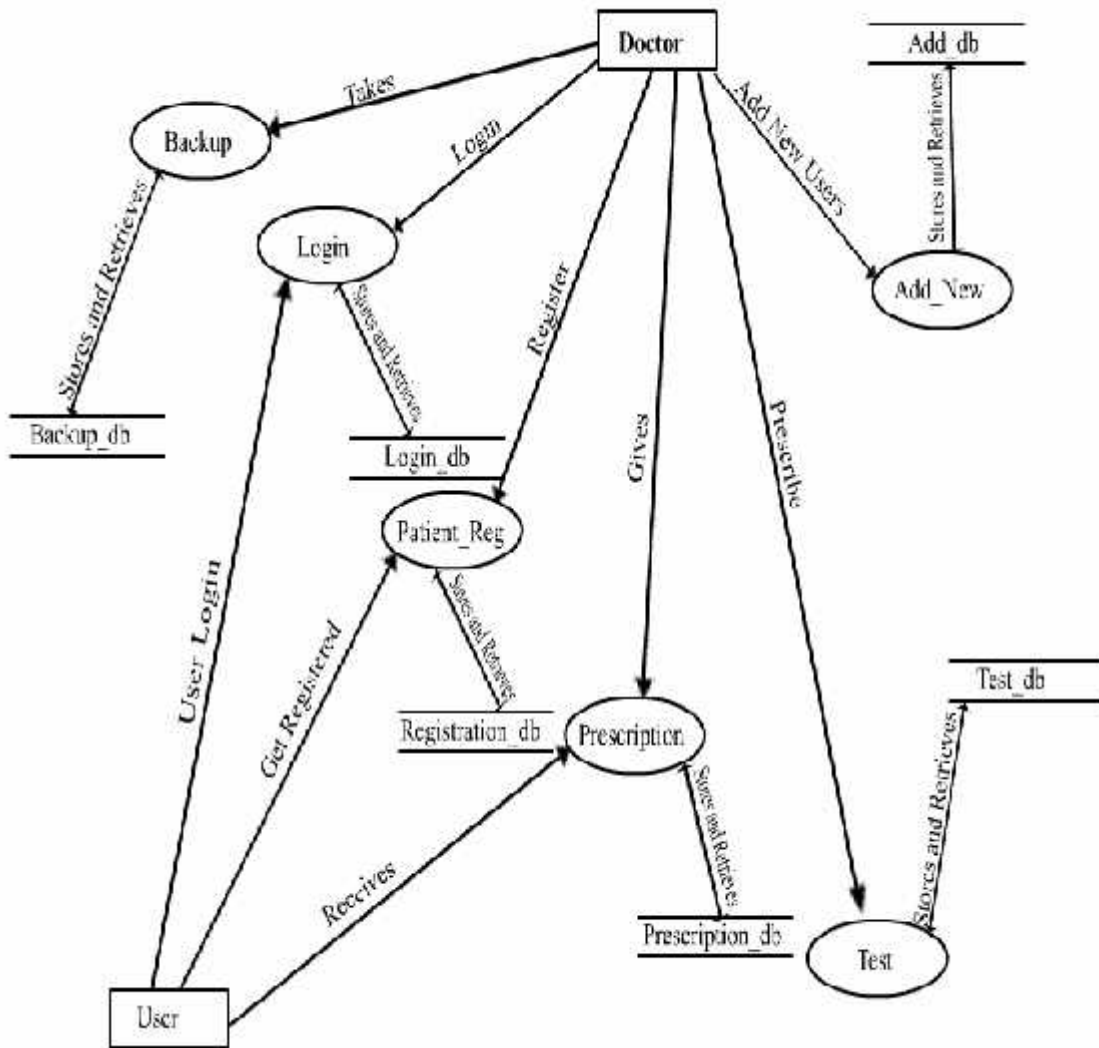 Doctor
Add_db
Takes
Login
Add New Users
Stores and Retrieves
Backup
Login
Add_New
Stores and Retrieves
Stores and Retrieves
Register
Backup_db
Login_db
Gives
Prescribe
Patient_Reg
User Login
Get Registered
Stores and Retrieves
Test_db
Registration_db
Prescription
Stores and Retrieves
Stores and Retrieves
Receives
Prescription_db
Test
User